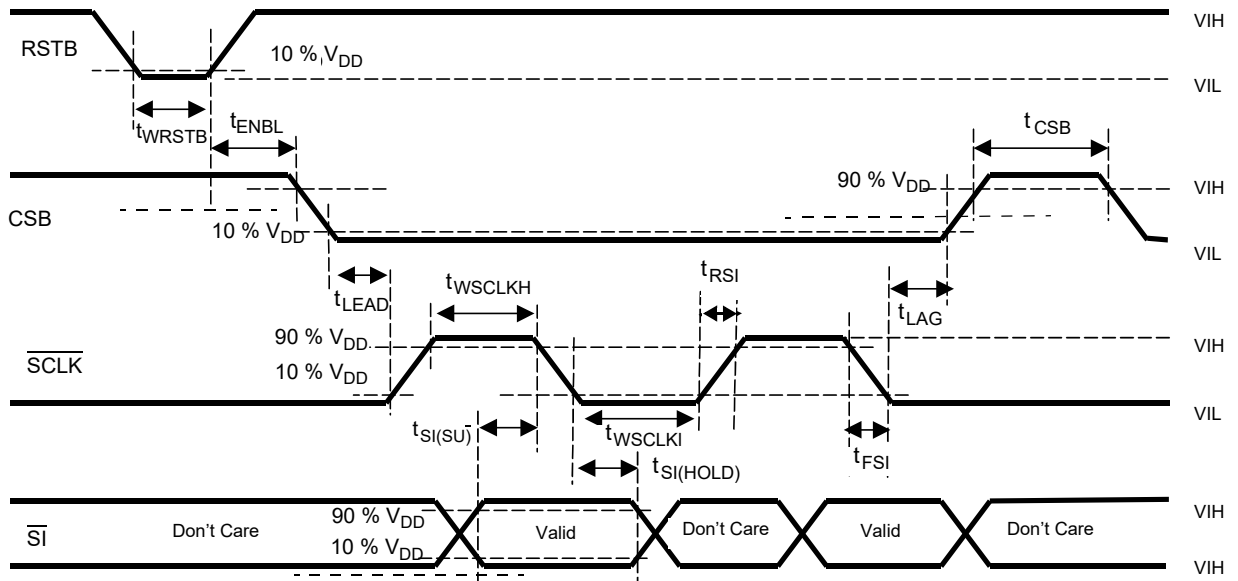 VIH
RSTB
10 % VDD
VIL
tWRSTB
tENBL
tCSB
90 % VDD
VIH
CSB
10 % VDD
VIL
tLEAD
tWSCLKH
tRSI
tLAG
90 % VDD
VIH
SCLK
10 % VDD
VIL
tSI(SU)
tWSCLKI
tFSI
tSI(HOLD)
90 % VDD
VIH
SI
Don't Care
Valid
Don't Care
Valid
Don't Care
10 % VDD
VIH